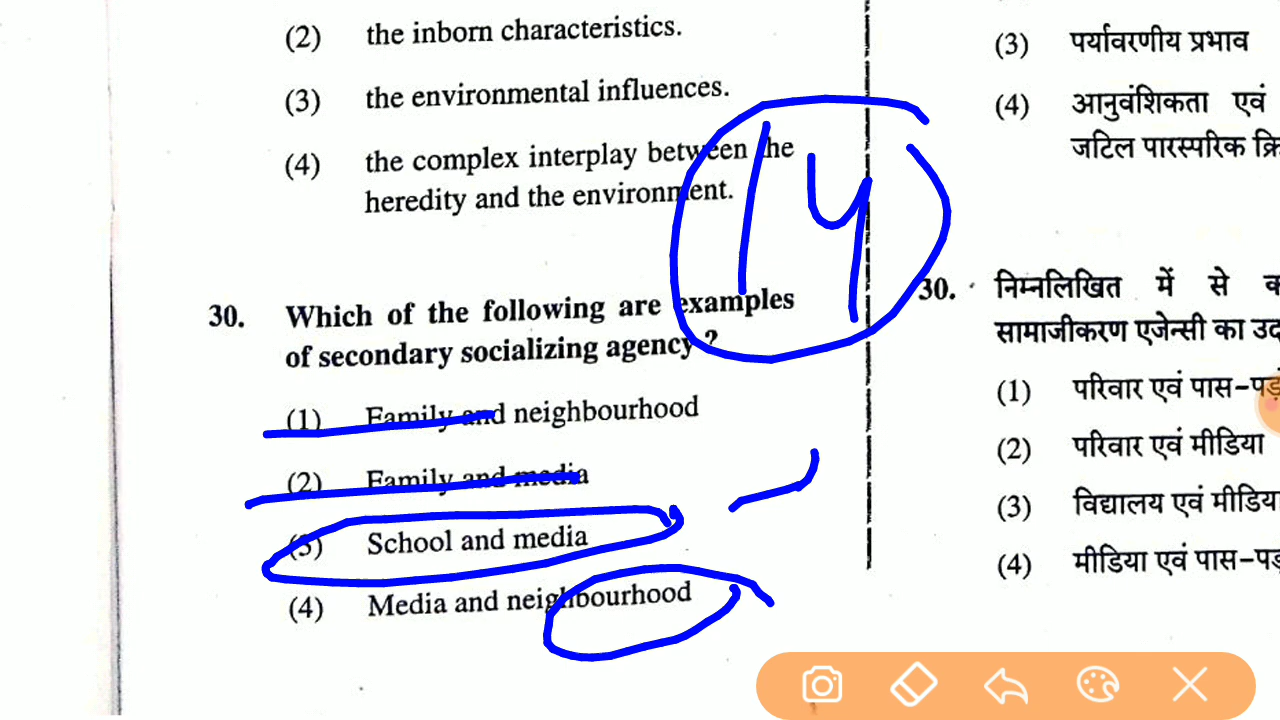 (2) the inborn characteristics.
(3) the environmental influences.
(4) the complex interplay between the
heredity and the environment.
14
30. Which of the following are examples
of secondary socializing agency ?
(1) Family and neighbourhood
(2) Family and media
(3) School and media
(4) Media and neighbourhood
(3) पर्यावरणीय प्रभाव
(4) आनुवंशिकता एवं
जटिल पारस्परिक क्रि
30. निम्नलिखित में से क
सामाजीकरण एजेन्सी का उद
(1) परिवार एवं पास-पड़
(2) परिवार एवं मीडिया
(3) विद्यालय एवं मीडिया
(4) मीडिया एवं पास-पड़